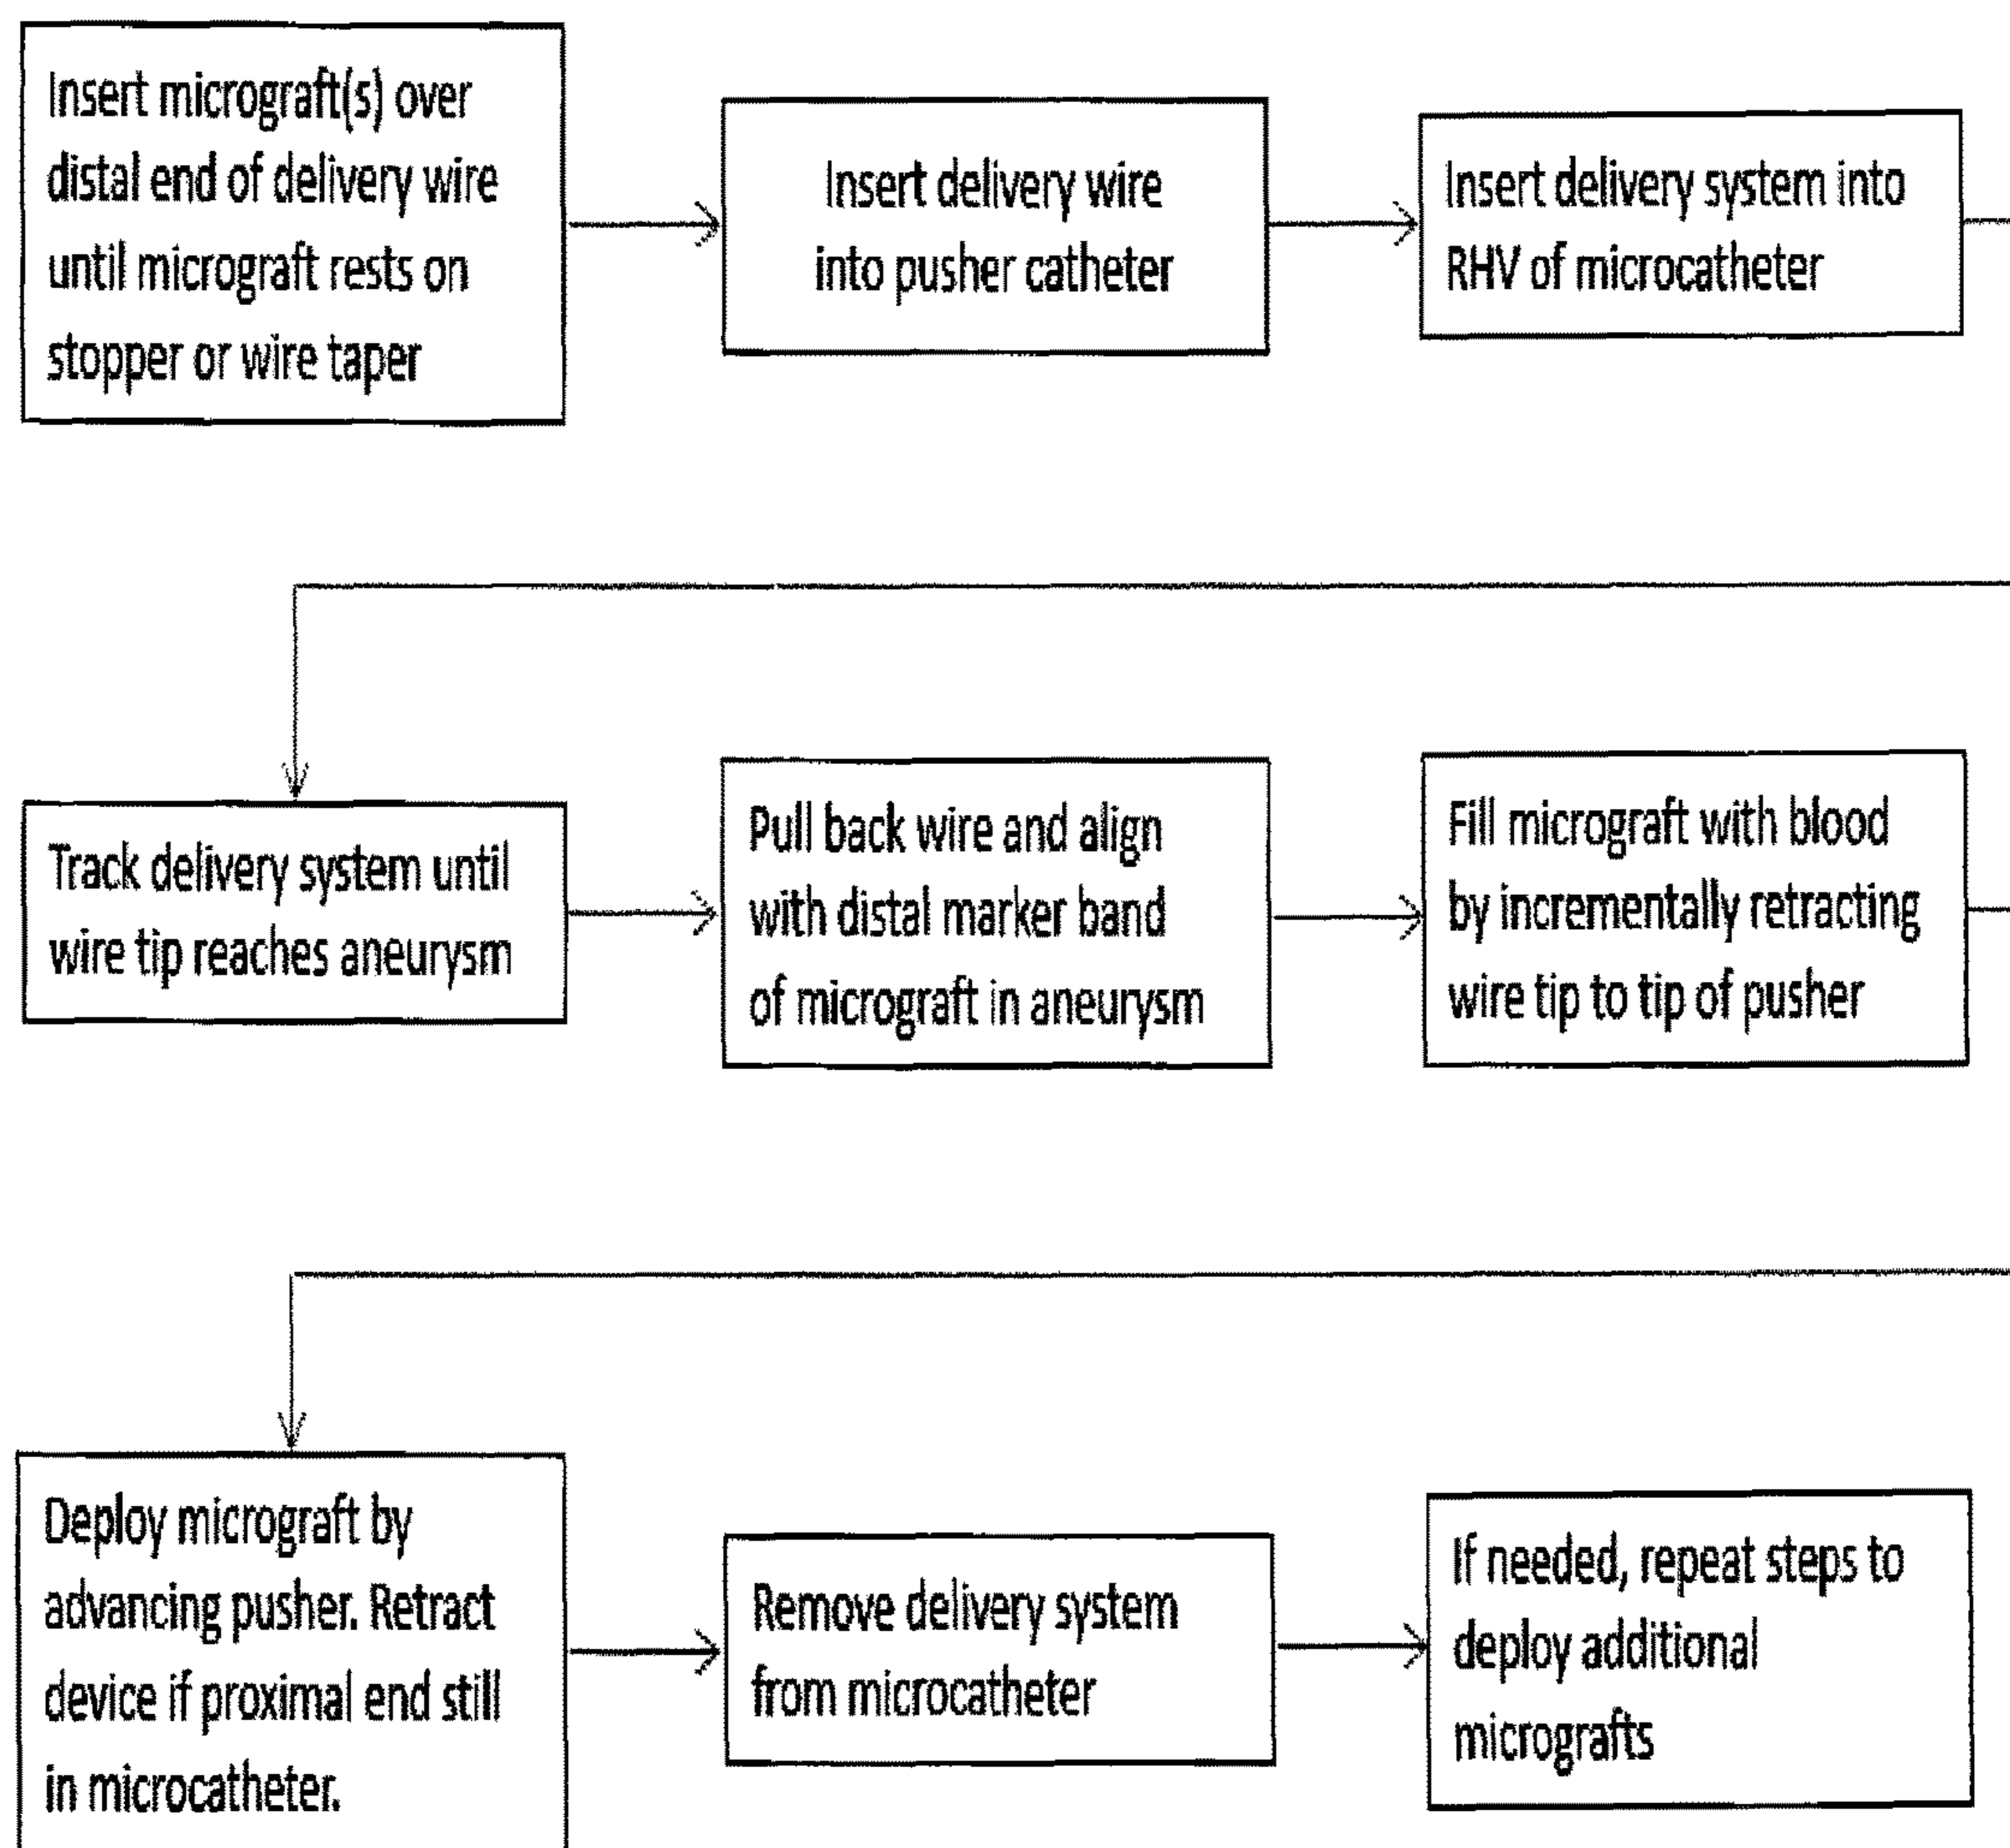 Insert micrograft(s) over
distal end of delivery wire
until micrograft rests on
stopper or wire taper
Insert delivery wire
into pusher catheter
Insert delivery system into
RHV of microcatheter
Track delivery system until
wire tip reaches aneurysm
Pull back wire and align
with distal marker band
of micrograft in aneurysm
Fill micrograft with blood
by incrementally retracting
wire tip to tip of pusher
Deploy micrograft by
advancing pusher. Retract
device if proximal end still
in microcatheter.
Remove delivery system
from microcatheter
If needed, repeat steps to
deploy additional
micrografts